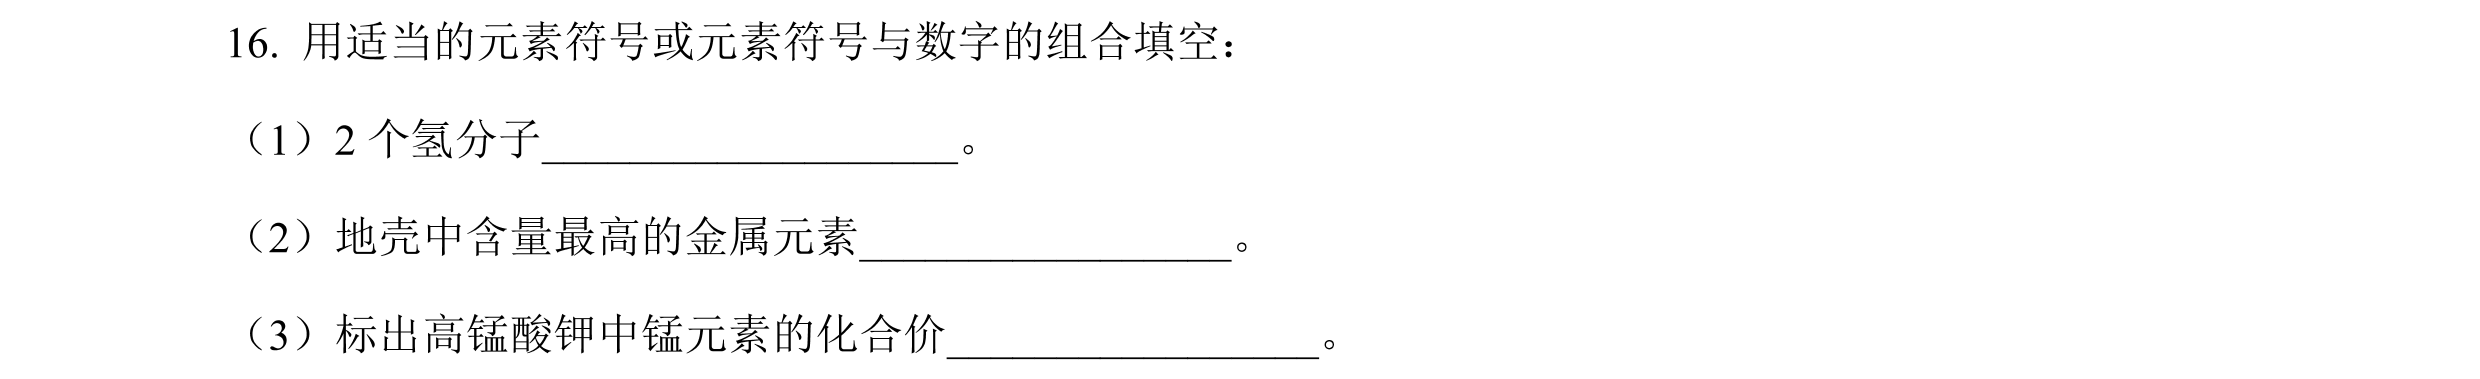 16. 用适当的元素符号或元素符号与数字的组合填空：
（1）2 个氢分子___________________。
（2）地壳中含量最高的金属元素_________________。
（3）标出高锰酸钾中锰元素的化合价_________________。